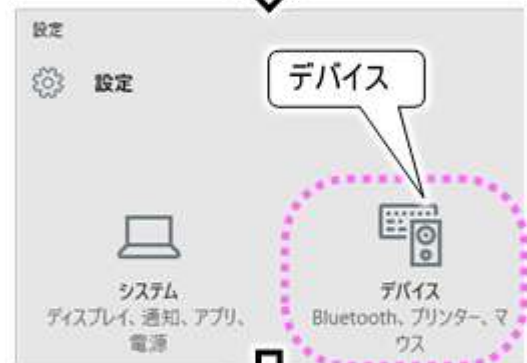 設定
設定
デバイス
システム
ディスプレイ、通知、アプリ、
電源
デバイス
Bluetooth、プリンター、マ
ウス